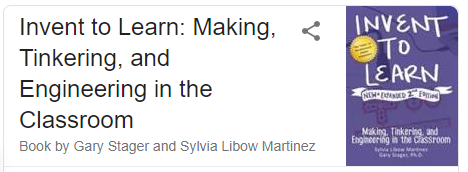 Invent to Learn: Making,
Tinkering, and
Engineering in the
Classroom
Book by Gary Stager and Sylvia Libow Martinez
INVENT
TO
LEARN
NEW & EXPANDED 2nd EDITION
Making, Tinkering, and
Engineering in the Classroom
Sylvia Libow Martinez
Gary Stager, Ph.D.